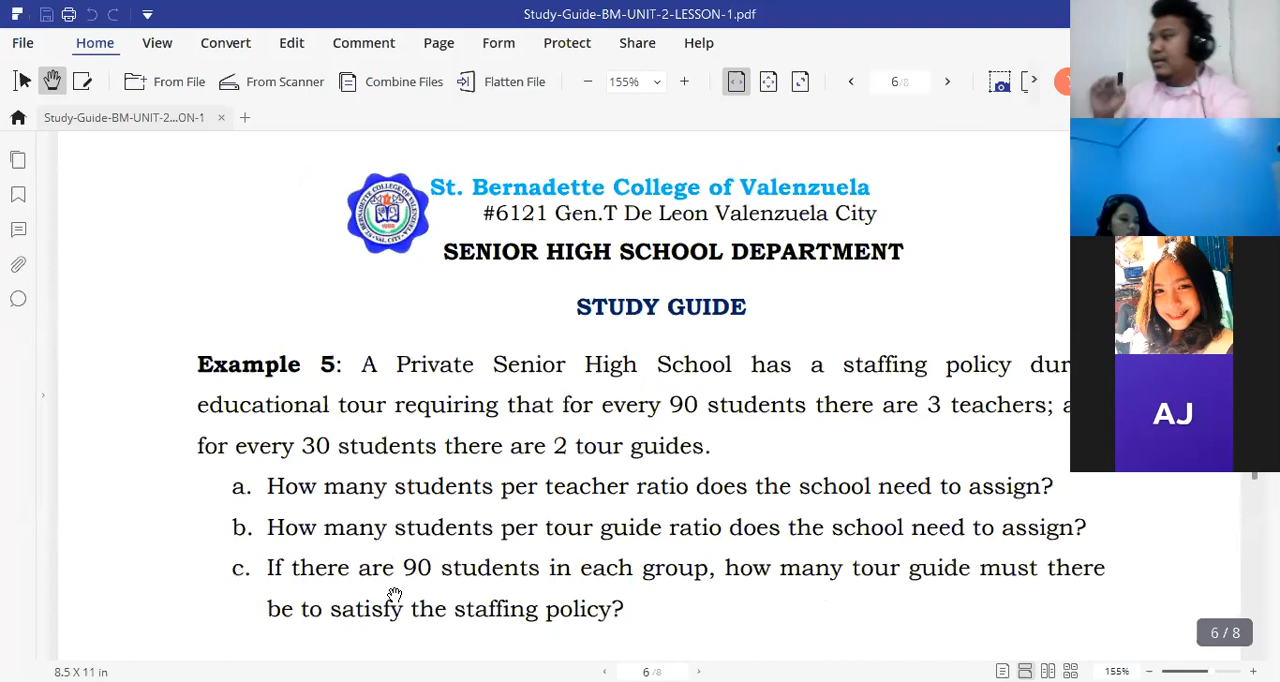 Study-Guide-BM-UNIT-2-LESSON-1.pdf
File Home View Convert Edit Comment Page Form Protect Share Help
From File From Scanner Combine Files Flatten File 155% 6/8
Study-Guide-BM-UNIT-2...ON-1
St. Bernadette College of Valenzuela
#6121 Gen.T De Leon Valenzuela City
SENIOR HIGH SCHOOL DEPARTMENT
STUDY GUIDE
Example 5: A Private Senior High School has a staffing policy dur
educational tour requiring that for every 90 students there are 3 teachers; a
for every 30 students there are 2 tour guides.
a. How many students per teacher ratio does the school need to assign?
b. How many students per tour guide ratio does the school need to assign?
c. If there are 90 students in each group, how many tour guide must there
be to satisfy the staffing policy?
AJ
6 / 8
8.5 X 11 in 6/8 155%